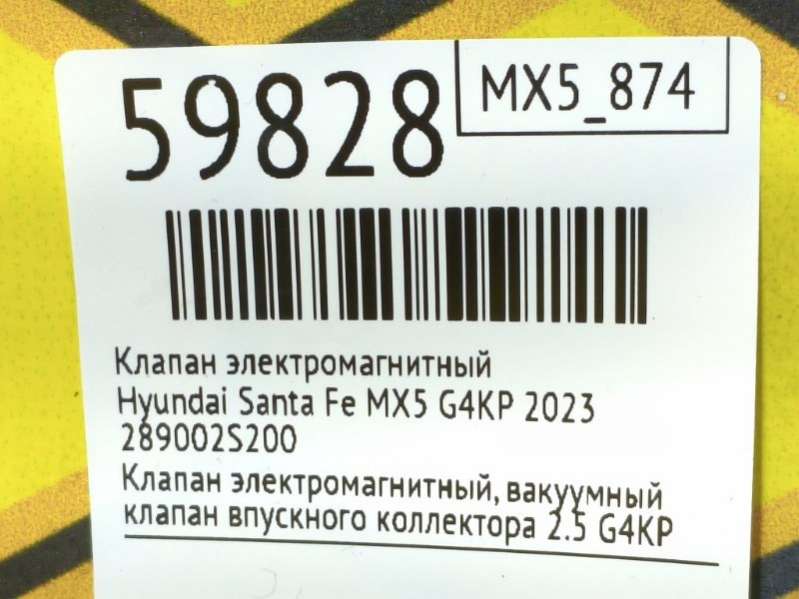 59828
MX5_874
Клапан электромагнитный
Hyundai Santa Fe MX5 G4KP 2023
289002S200
Клапан электромагнитный, вакуумный
клапан впускного коллектора 2.5 G4KP